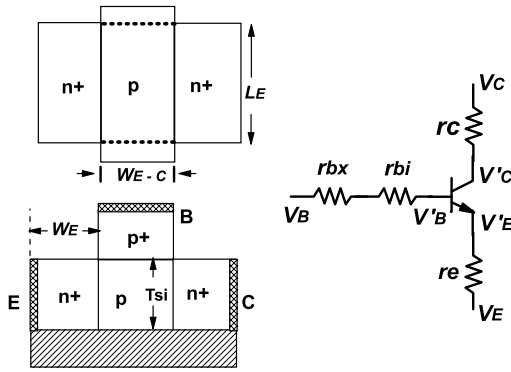 n+ p n+
LE
WE - C
WE
B
p+
E n+ p Tsi n+ C
VC
rc
V'C
rbx rbi
VB V'B V'E
re
VE